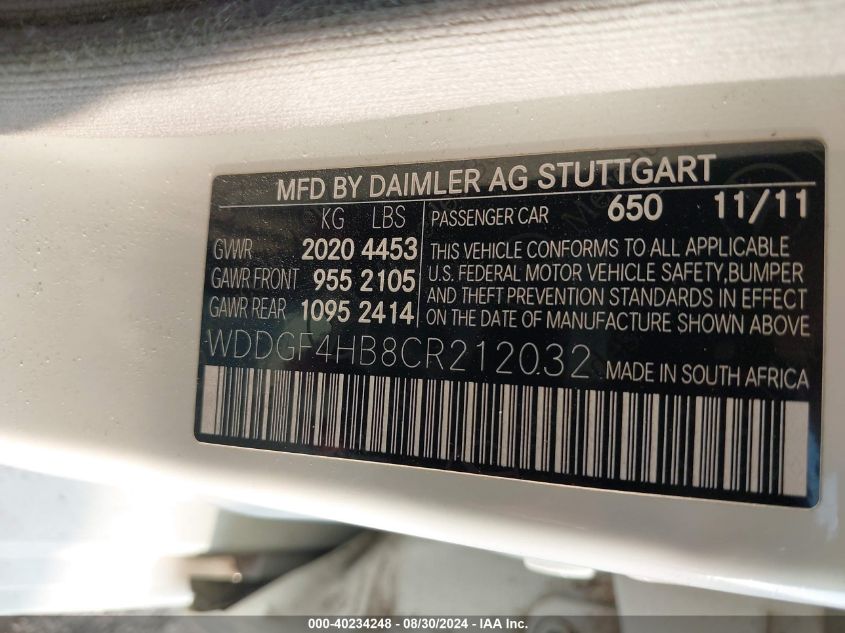 MFD BY DAIMLER AG STUTTGART
KG LBS
GVWR 2020 4453
GAWR FRONT 955 2105
GAWR REAR 1095 2414
PASSENGER CAR 650 11/11
THIS VEHICLE CONFORMS TO ALL APPLICABLE
U.S. FEDERAL MOTOR VEHICLE SAFETY,BUMPER
AND THEFT PREVENTION STANDARDS IN EFFECT
ON THE DATE OF MANUFACTURE SHOWN ABOVE
WDDGF4HB8CR212032 MADE IN SOUTH AFRICA
000-40234248 - 08/30/2024 - IAA Inc.